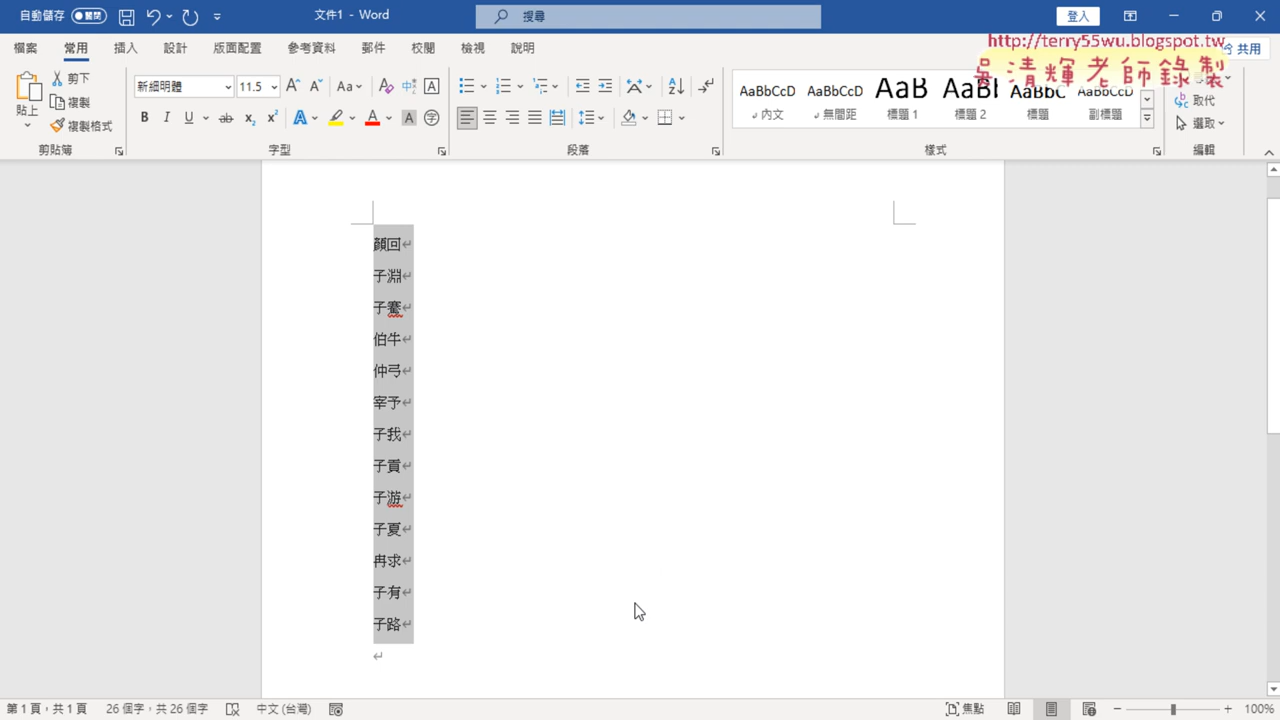 自動儲存 關閉 文件1 - Word 搜尋 登入
檔案 常用 插入 設計 版面配置 參考資料 郵件 校閱 檢視 說明 共用
http://terry55wu.blogspot.tw
吳清輝老師錄製
貼上 剪下 複製 複製格式 剪貼簿
新細明體 11.5 字型
段落
AaBbCcD AaBbCcD AaB AaBl AaBbC AaBbCcD
內文 無間距 標題 1 標題 2 標題 副標題
樣式
取代
選取
編輯
顏回
子淵
子騫
伯牛
仲弓
宰予
子我
子貢
子游
子夏
冉求
子有
子路
第 1 頁，共 1 頁 26 個字，共 26 個字 中文 (台灣) 焦點 100%